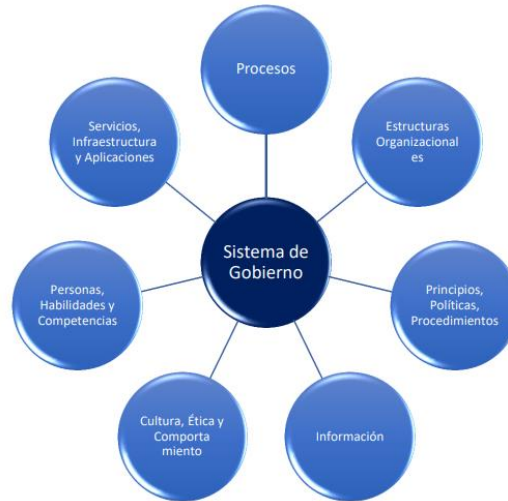 Procesos
Servicios,
Infraestructura
y Aplicaciones
Estructuras
Organizacional
es
Sistema de
Gobierno
Personas,
Habilidades y
Competencias
Principios,
Políticas,
Procedimientos
Cultura, Ética y
Comporta
miento
Información